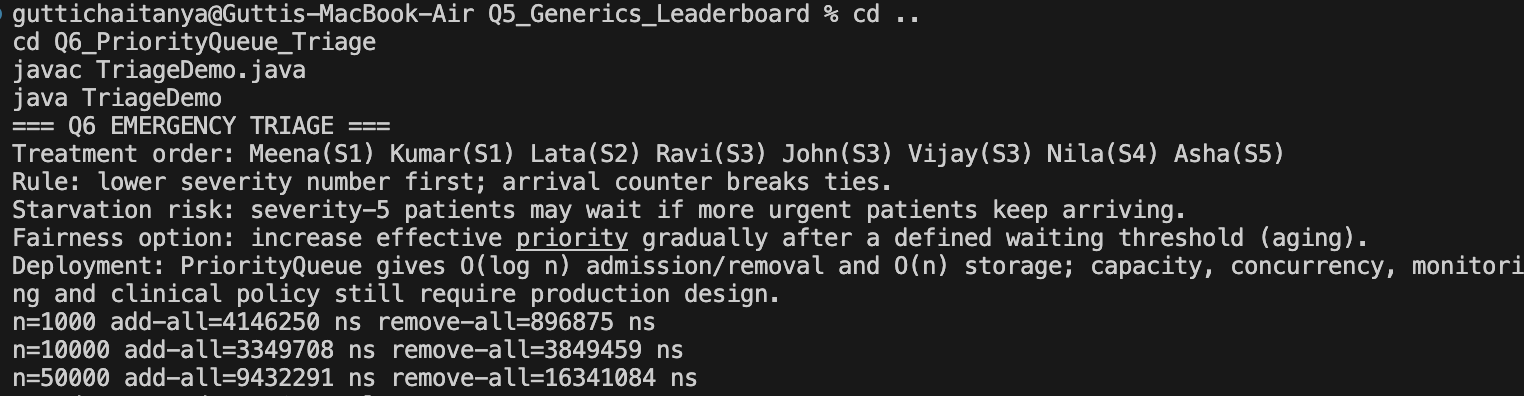 guttichaitanya@Guttis-MacBook-Air Q5_Generics_Leaderboard % cd ..
cd Q6_PriorityQueue_Triage
javac TriageDemo.java
java TriageDemo
=== Q6 EMERGENCY TRIAGE ===
Treatment order: Meena(S1) Kumar(S1) Lata(S2) Ravi(S3) John(S3) Vijay(S3) Nila(S4) Asha(S5)
Rule: lower severity number first; arrival counter breaks ties.
Starvation risk: severity-5 patients may wait if more urgent patients keep arriving.
Fairness option: increase effective priority gradually after a defined waiting threshold (aging).
Deployment: PriorityQueue gives O(log n) admission/removal and O(n) storage; capacity, concurrency, monitori
ng and clinical policy still require production design.
n=1000 add-all=4146250 ns remove-all=896875 ns
n=10000 add-all=3349708 ns remove-all=3849459 ns
n=50000 add-all=9432291 ns remove-all=16341084 ns